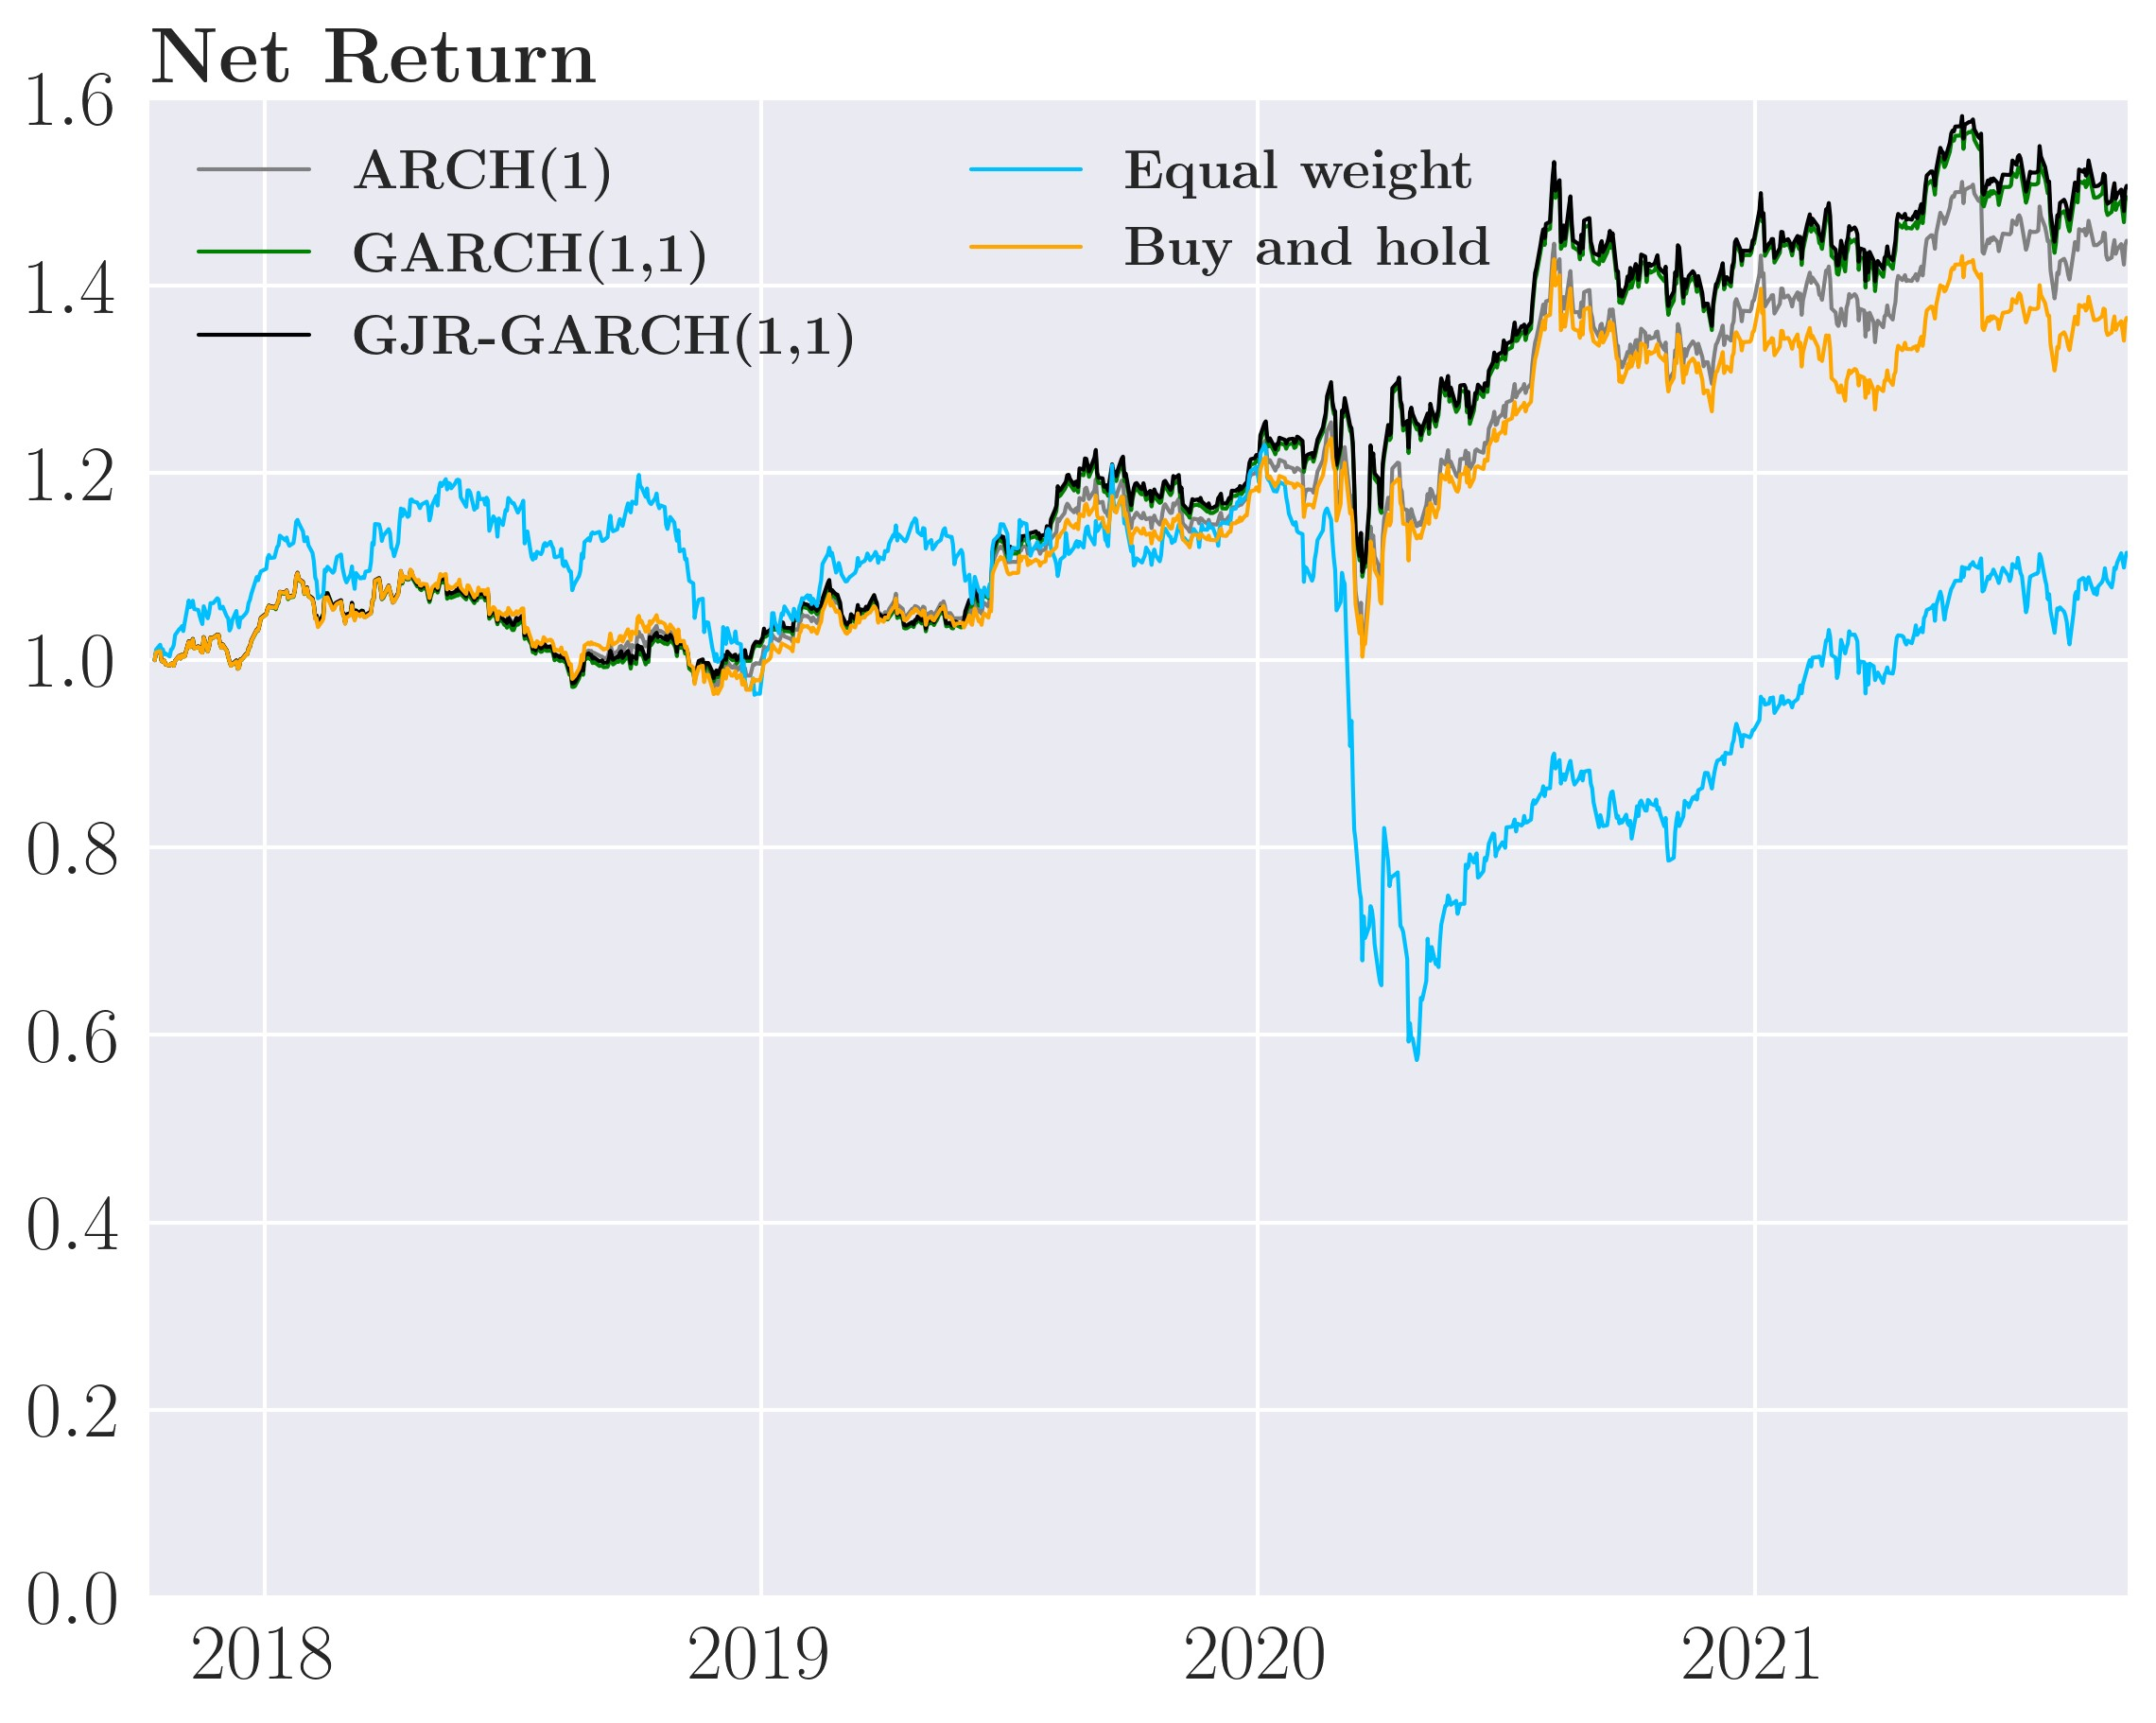 Net Return
1.6
1.4
1.2
1.0
0.8
0.6
0.4
0.2
0.0
ARCH(1)
GARCH(1,1)
GJR-GARCH(1,1)
Equal weight
Buy and hold
2018
2019
2020
2021